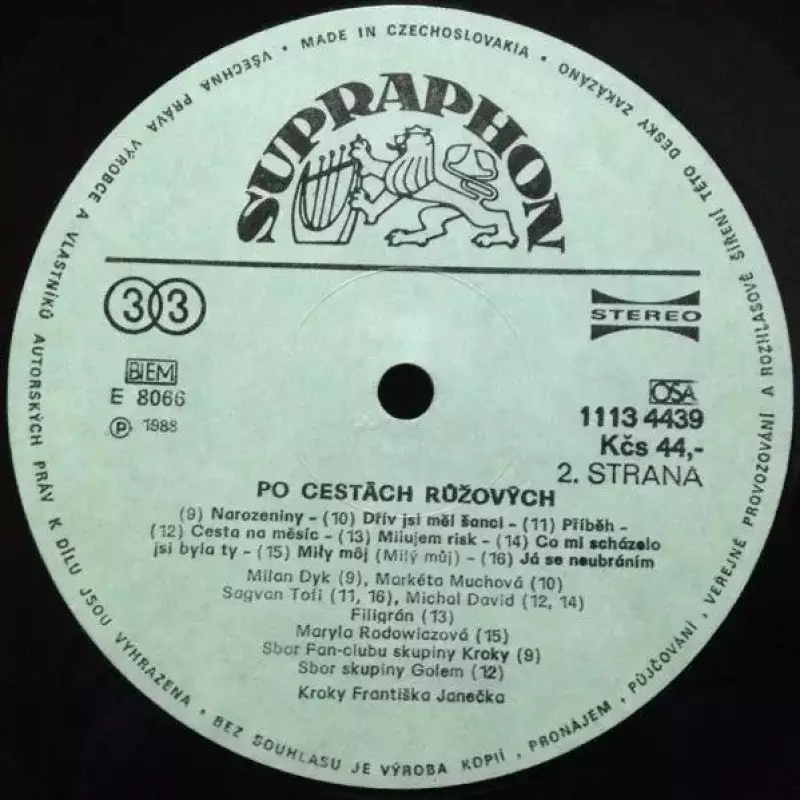 VŠECHNA PRÁVA VÝROBCE A VLASTNÍKŮ AUTORSKÝCH PRÁV K DÍLU JSOU VYHRAZENA • BEZ SOUHLASU JE VÝROBA KOPIÍ, PRONÁJEM, PŮJČOVÁNÍ, VEŘEJNÉ PROVOZOVÁNÍ A ROZHLASOVÉ ŠÍŘENÍ TÉTO DESKY ZAKÁZÁNO • MADE IN CZECHOSLOVAKIA •
SUPRAPHON
33
STEREO
BIEM
E 8066
Ⓟ 1988
OSA
1113 4439
Kčs 44,-
2. STRANA
PO CESTÁCH RŮŽOVÝCH
(9) Narozeniny – (10) Dřív jsi měl šanci – (11) Příběh –
(12) Cesta na měsíc – (13) Milujem risk – (14) Co mi scházelo
jsi byla ty – (15) Mily môj (Milý můj) – (16) Já se neubráním
Milan Dyk (9), Markéta Muchová (10)
Sagvan Tofi (11, 16), Michal David (12, 14)
Filigrán (13)
Maryla Rodowiczová (15)
Sbor Fan-clubu skupiny Kroky (9)
Sbor skupiny Golem (12)
Kroky Františka Janečka